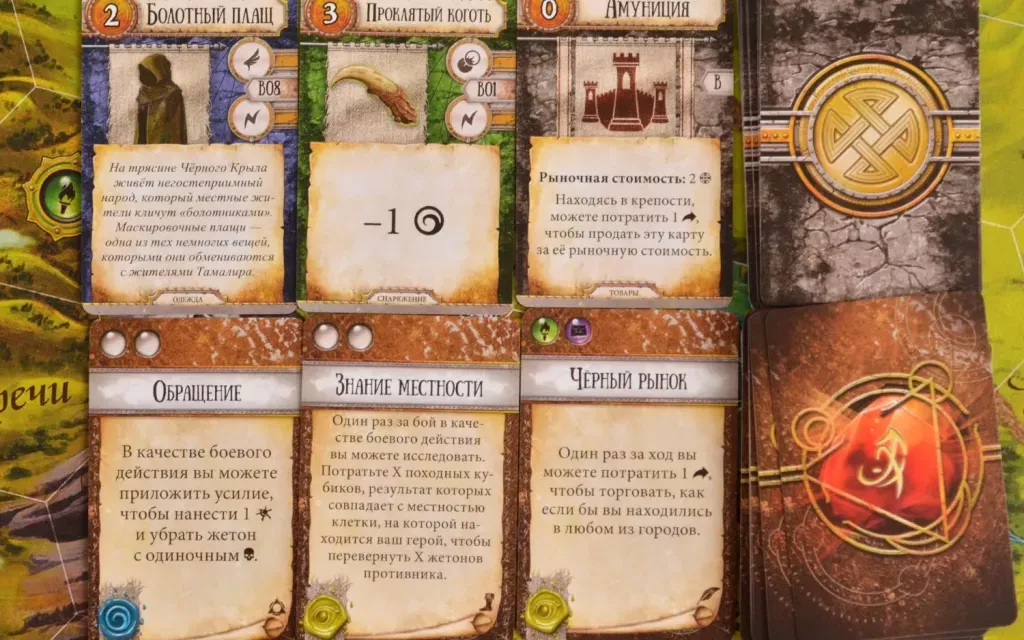 2
Болотный плащ
3
Проклятый коготь
0
Амуниция
B08
B01
B
На трясине Чёрного Крыла
живёт негостеприимный
народ, который местные жи-
тели кличут «болотниками».
Маскировочные плащи —
одна из тех немногих вещей,
которыми они обмениваются
с жителями Тамалира.
ОДЕЖДА
–1
СНАРЯЖЕНИЕ
Рыночная стоимость: 2
Находясь в крепости,
можете потратить 1 ,
чтобы продать эту карту
за её рыночную стоимость.
ТОВАРЫ
речи
Обращение
В качестве боевого
действия вы можете
приложить усилие,
чтобы нанести 1
и убрать жетон
с одиночным .
Знание местности
Один раз за бой в каче-
стве боевого действия
вы можете исследовать.
Потратьте X походных ку-
биков, результат которых
совпадает с местностью
клетки, на которой на-
ходится ваш герой, чтобы
перевернуть X жетонов
противника.
Чёрный рынок
Один раз за ход вы
можете потратить 1 ,
чтобы торговать, как
если бы вы находились
в любом из городов.